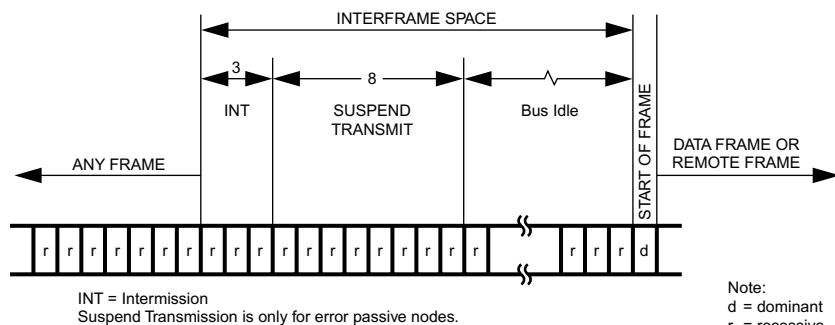 INTERFRAME SPACE
3
8
INT
SUSPEND
TRANSMIT
Bus Idle
START OF FRAME
ANY FRAME
DATA FRAME OR
REMOTE FRAME
r r r r r r r r r r r r r r r r r r r r r r d
INT = Intermission
Suspend Transmission is only for error passive nodes.
Note:
d = dominant
r = recessive